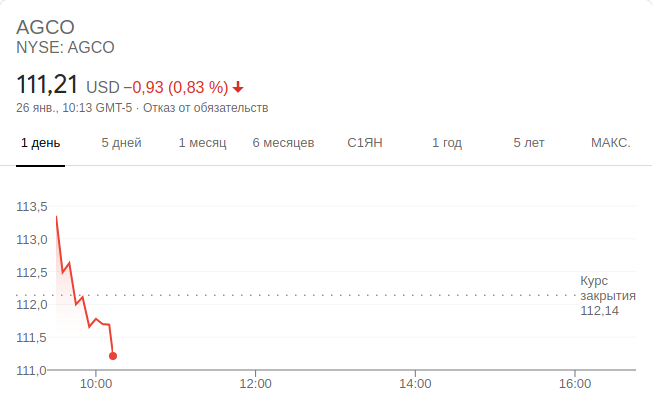 AGCO
NYSE: AGCO
111,21 USD −0,93 (0,83 %)
26 янв., 10:13 GMT-5 · Отказ от обязательств
1 день 5 дней 1 месяц 6 месяцев С1ЯН 1 год 5 лет МАКС.
113,5
113,0
112,5
112,0
111,5
111,0
Курс
закрытия
112,14
10:00 12:00 14:00 16:00